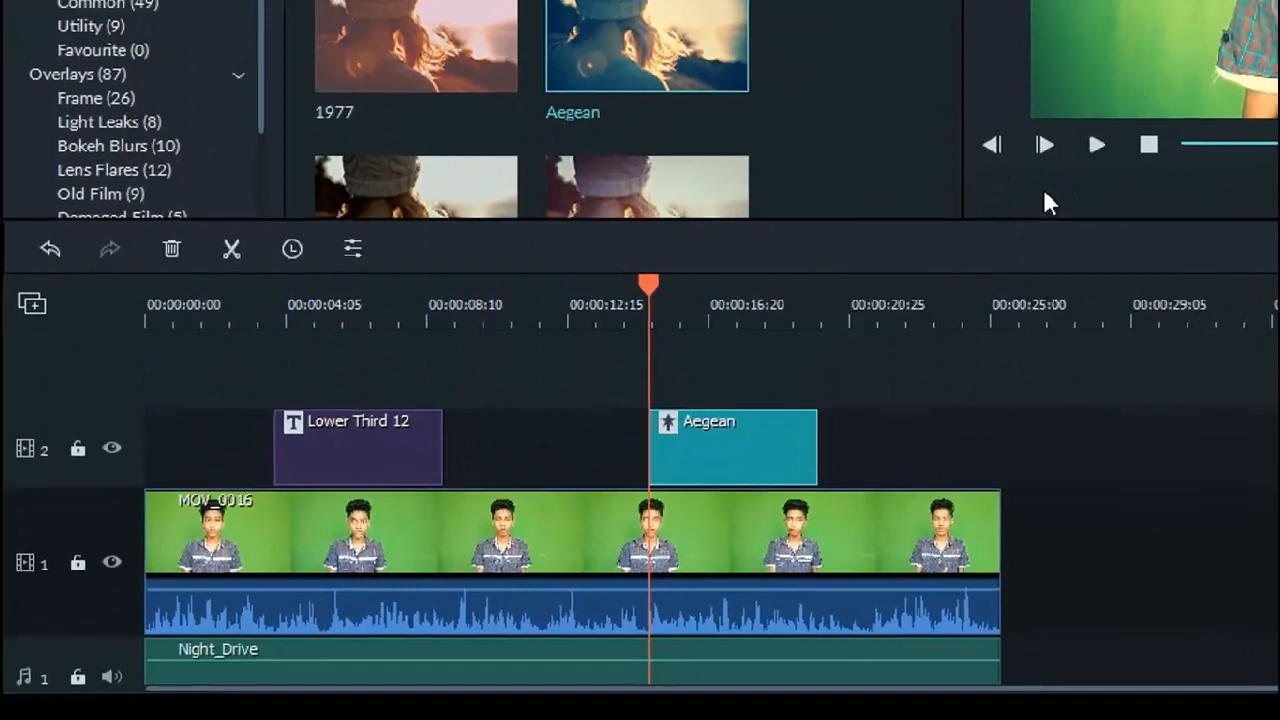 Common (49)
Utility (9)
Favourite (0)
Overlays (87)
Frame (26)
Light Leaks (8)
Bokeh Blurs (10)
Lens Flares (12)
Old Film (9)
Damaged Film (5)
1977
Aegean
00:00:00:00 00:00:04:05 00:00:08:10 00:00:12:15 00:00:16:20 00:00:20:25 00:00:25:00 00:00:29:05
2
T Lower Third 12
Aegean
MOV_0016
1
Night_Drive
1